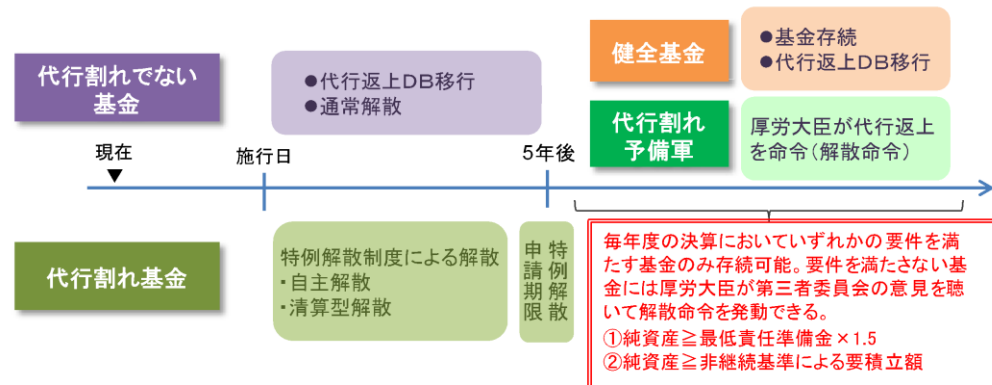 代行割れでない
基金
●代行返上DB移行
●通常解散
健全基金
●基金存続
●代行返上DB移行
代行割れ
予備軍
厚労大臣が代行返上
を命令(解散命令)
現在
▼
施行日
5年後
代行割れ基金
特例解散制度による解散
・自主解散
・清算型解散
特例解散
申請期限
毎年度の決算においていずれかの要件を満
たす基金のみ存続可能。要件を満たさない基
金には厚労大臣が第三者委員会の意見を聴
いて解散命令を発動できる。
①純資産≧最低責任準備金×1.5
②純資産≧非継続基準による要積立額